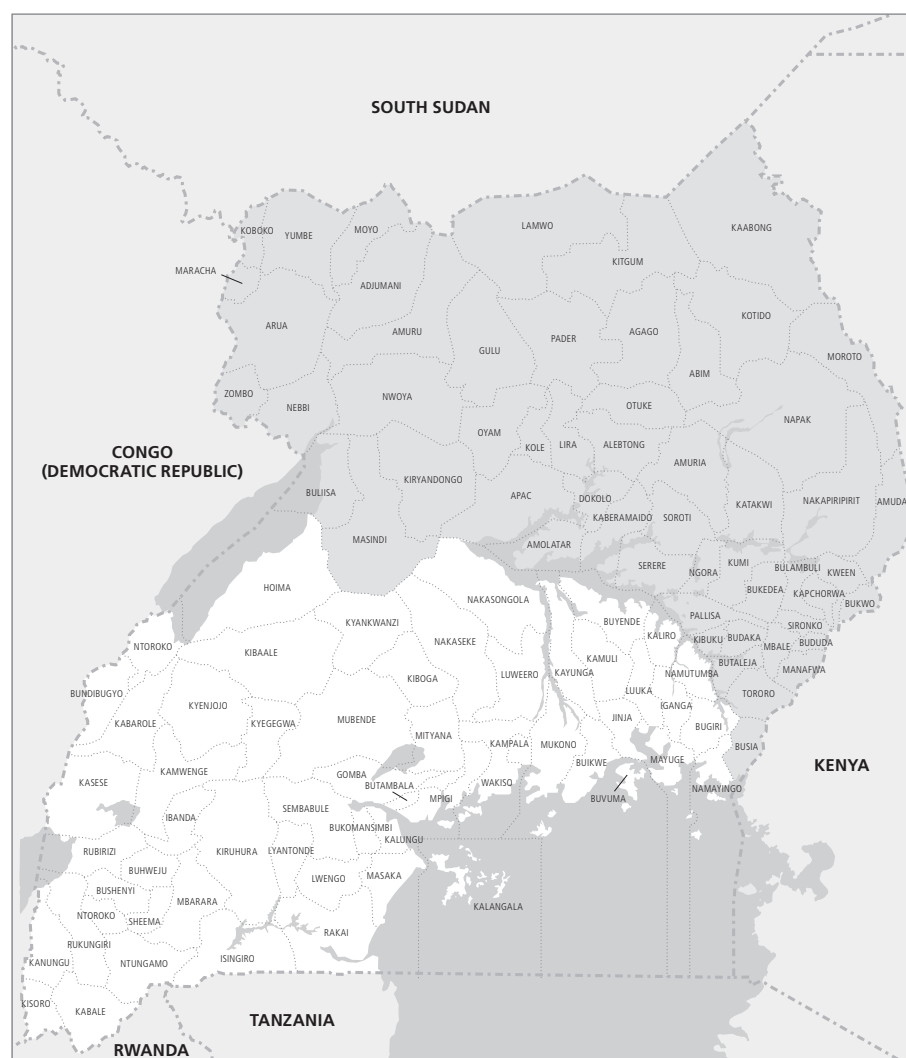 SOUTH SUDAN
KOBOKO
YUMBE
MOYO
LAMWO
KAABONG
KITGUM
MARACHA
ADJUMANI
ARUA
AMURU
GULU
PADER
AGAGO
KOTIDO
MOROTO
ABIM
ZOMBO
NEBBI
NWOYA
OTUKE
NAPAK
OYAM
KOLE
LIRA
ALEBTONG
CONGO
(DEMOCRATIC REPUBLIC)
AMURIA
KIRYANDONGO
BULIISA
APAC
DOKOLO
KATAKWI
NAKAPIRIPIRIT
AMUDA
KABERAMAIDO
SOROTI
MASINDI
AMOLATAR
SERERE
NGORA
KUMI
BULAMBULI
KWEEN
HOIMA
BUKEDEA
KAPCHORWA
BUKWO
NAKASONGOLA
PALLISA
KYANKWANZI
BUYENDE
KALIRO
SIRONKO
KIBUKU
BUDAKA
MBALE
BUDUDA
NTOROKO
KIBAALE
NAKASEKE
KAMULI
BUTALEJA
MANAFWA
LUWEERO
KAYUNGA
NAMUTUMBA
KIBOGA
BUNDIBUGYO
LUUKA
TORORO
KYENJOJO
IGANGA
KABAROLE
KYEGEGWA
MUBENDE
JINJA
BUGIRI
MITYANA
KAMPALA
MUKONO
BUSIA
KENYA
KASESE
KAMWENGE
GOMBA
BUIKWE
MAYUGE
BUTAMBALA
WAKISO
NAMAYINGO
MPIGI
BUVUMA
SEMBABULE
IBANDA
BUKOMANSIMBI
KALUNGU
RUBIRIZI
KIRUHURA
LYANTONDE
BUHWEJU
LWENGO
MASAKA
BUSHENYI
MBARARA
KALANGALA
NTOROKO
SHEEMA
RAKAI
RUKUNGIRI
KANUNGU
NTUNGAMO
ISINGIRO
KISORO
KABALE
TANZANIA
RWANDA